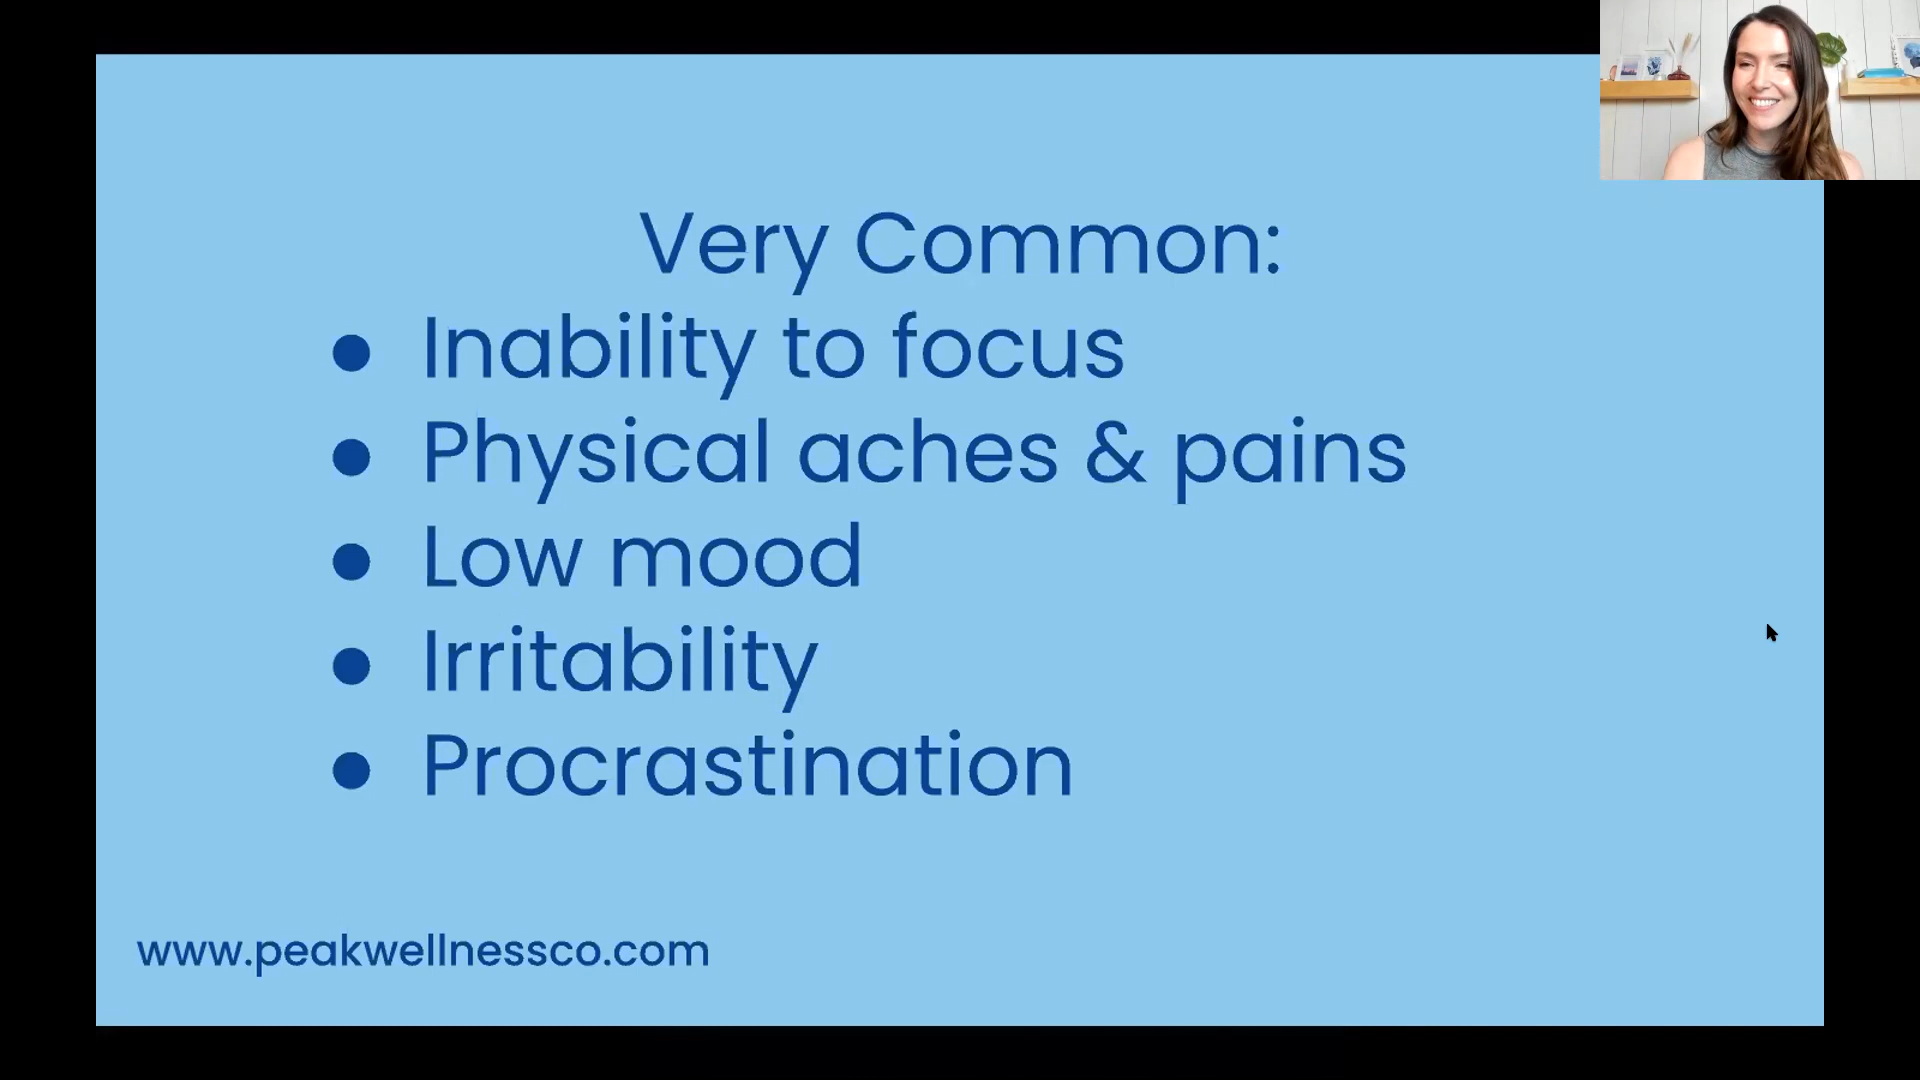 Very Common:
● Inability to focus
● Physical aches & pains
● Low mood
● Irritability
● Procrastination
www.peakwellnessco.com